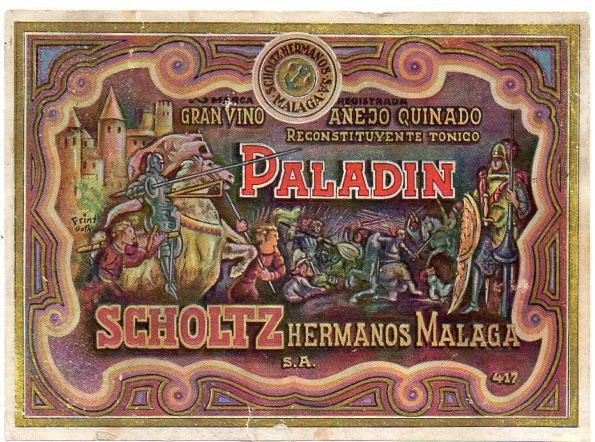 SCHOLTZ HERMANOS S.A.
MALAGA
MARCA REGISTRADA
GRAN VINO AÑEJO QUINADO
RECONSTITUYENTE TONICO
PALADIN
SCHOLTZ HERMANOS MALAGA
S.A.
417